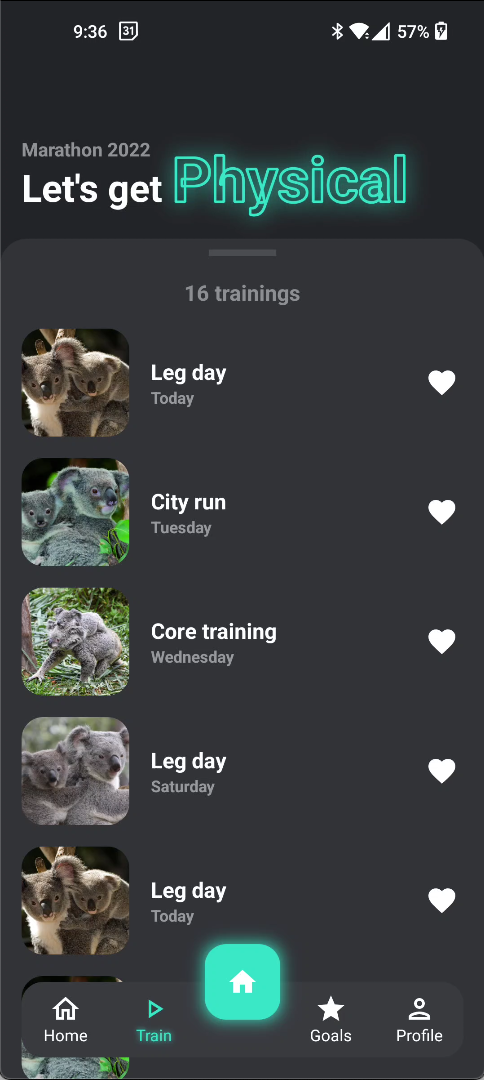 9:36 31 57%
Marathon 2022
Let's get Physical
16 trainings
Leg day
Today
City run
Tuesday
Core training
Wednesday
Leg day
Saturday
Leg day
Today
Home Train Goals Profile